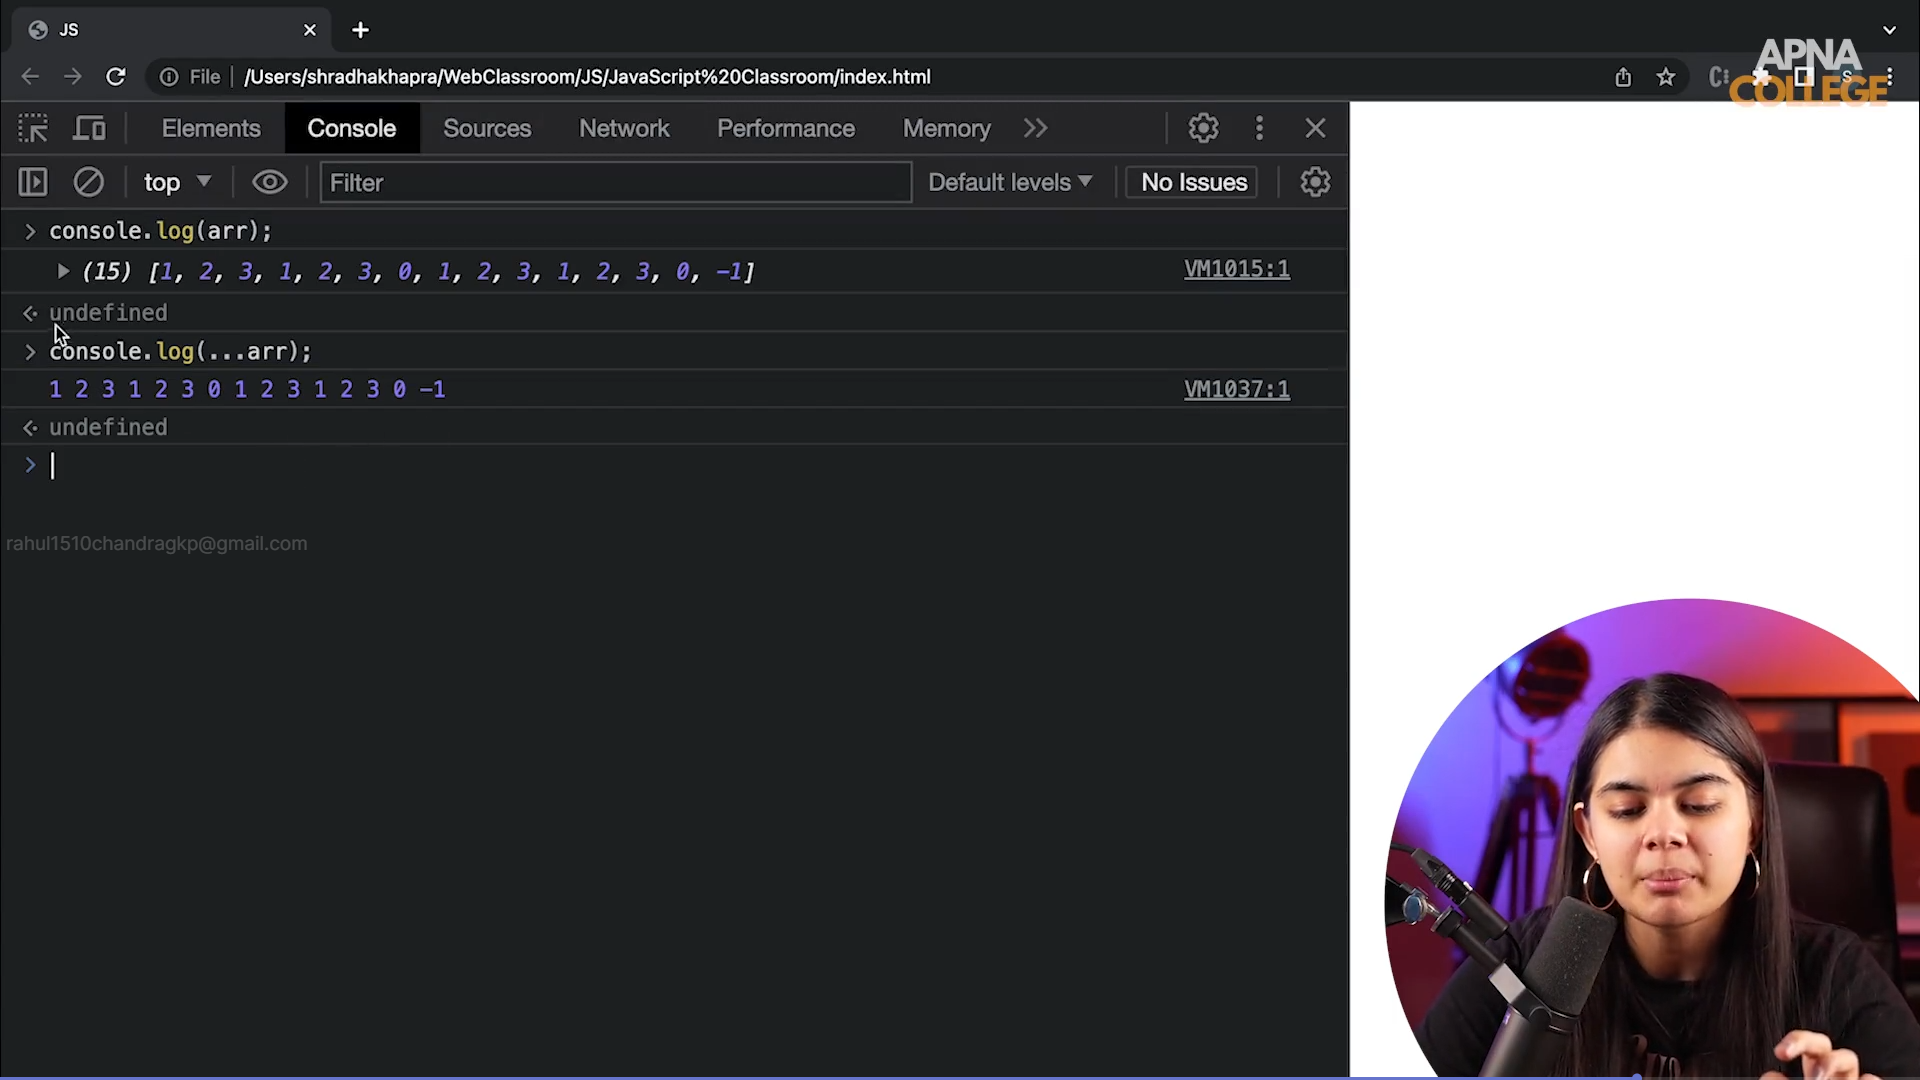 JS
APNA
COLLEGE
File
/Users/shradhakhapra/WebClassroom/JS/JavaScript%20Classroom/index.html
Elements Console Sources Network Performance Memory
top Filter Default levels No Issues
console.log(arr);
(15) [1, 2, 3, 1, 2, 3, 0, 1, 2, 3, 1, 2, 3, 0, −1] VM1015:1
undefined
console.log(...arr);
1 2 3 1 2 3 0 1 2 3 1 2 3 0 −1 VM1037:1
undefined
rahul1510chandragkp@gmail.com